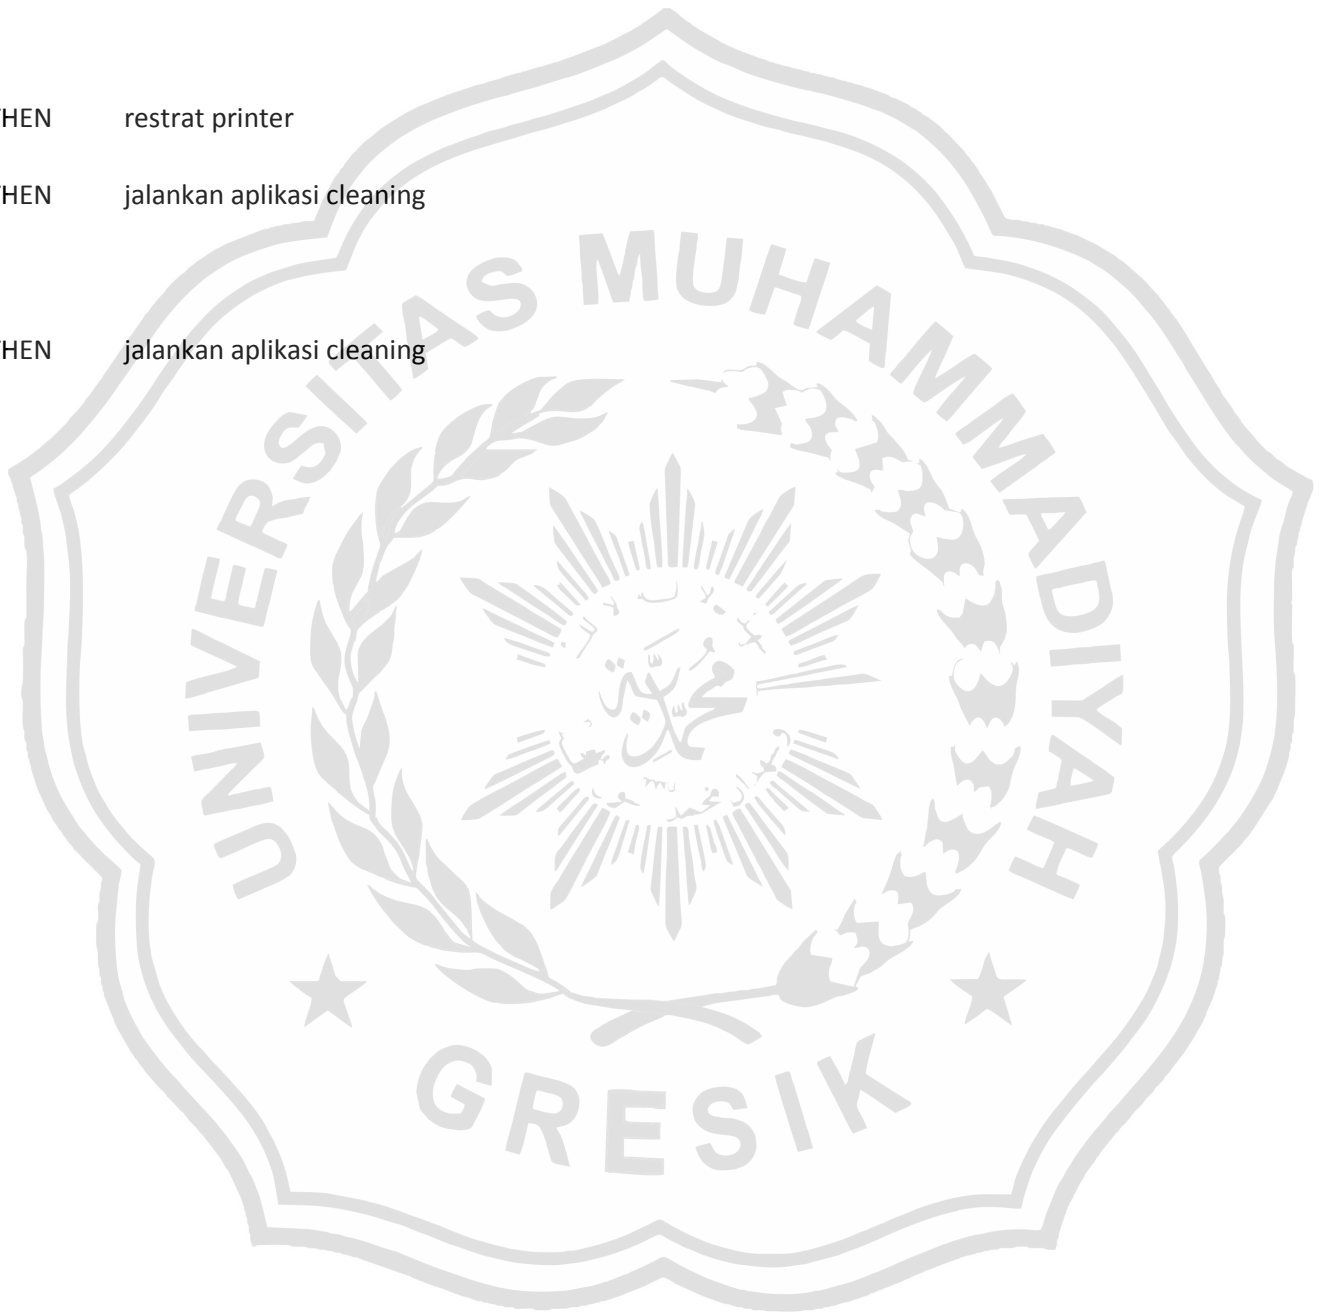 HEN restrat printer
HEN jalankan aplikasi cleaning
HEN jalankan aplikasi cleaning
UNIVERSITAS MUHAMMADIYAH
GRESIK